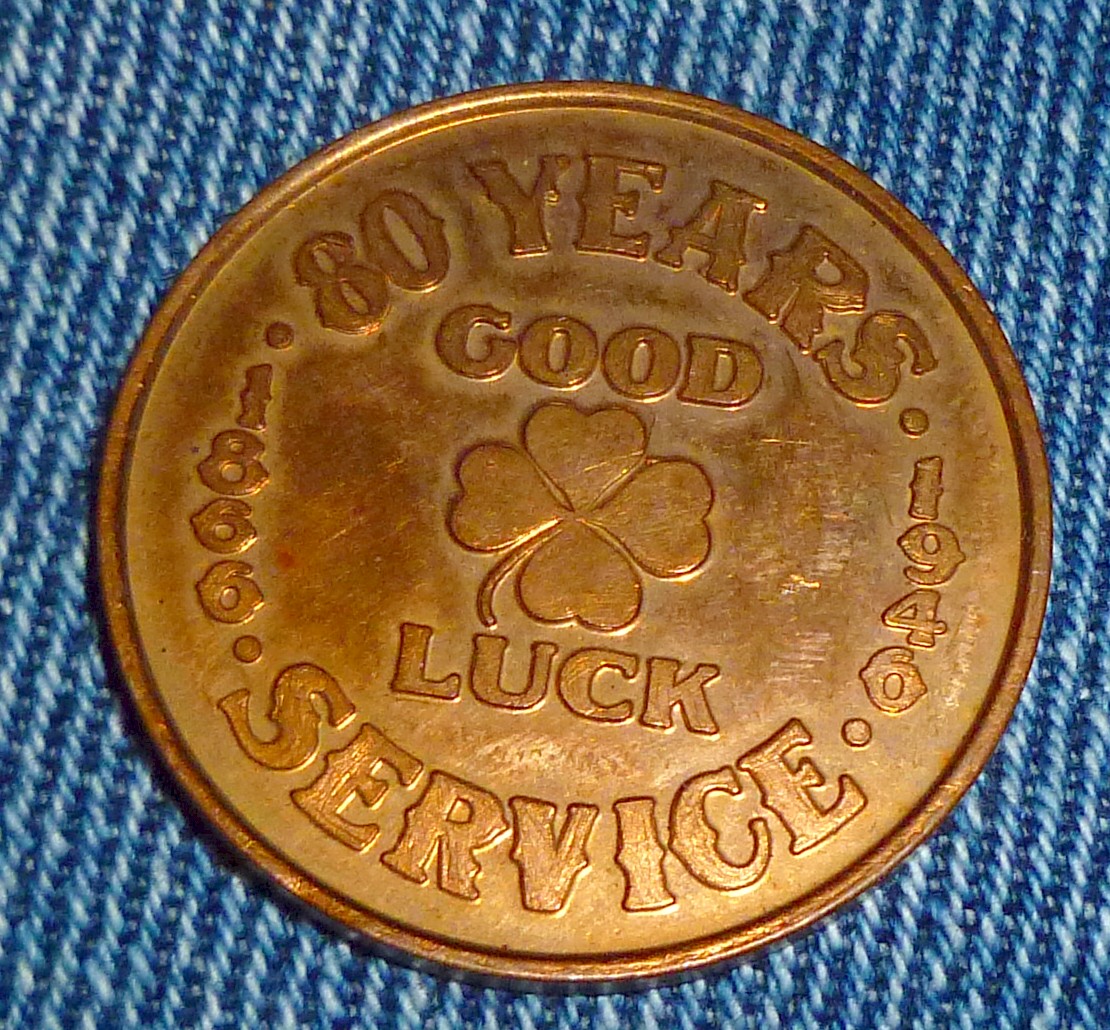 80 YEARS
GOOD
1866
1946
LUCK
SERVICE